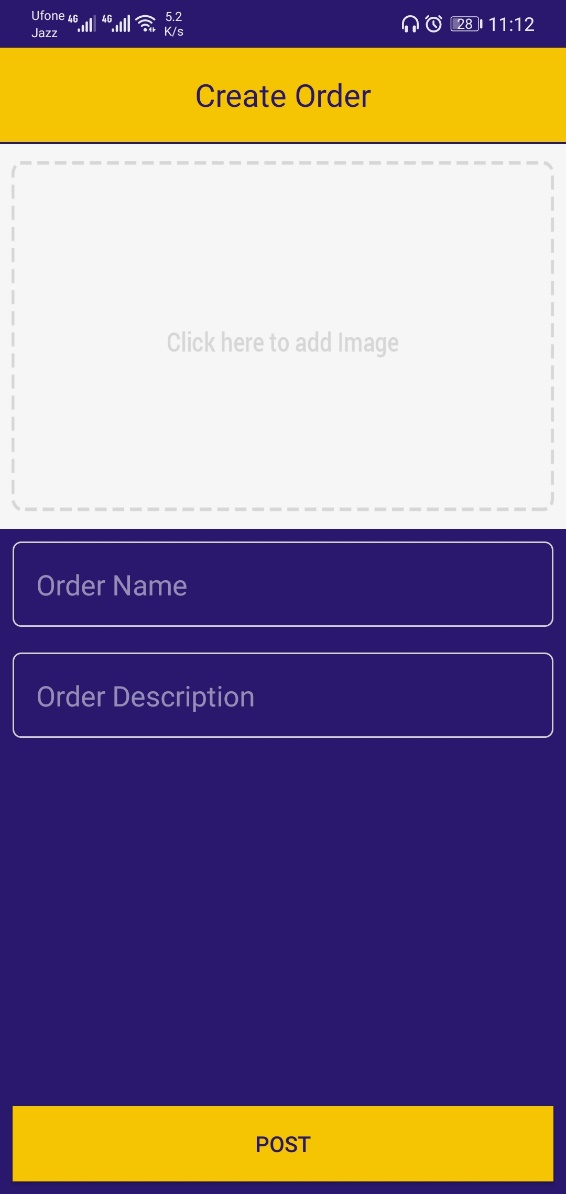 Ufone 4G 4G 5.2 28 11:12
Jazz K/s
Create Order
Click here to add Image
Order Name
Order Description
POST